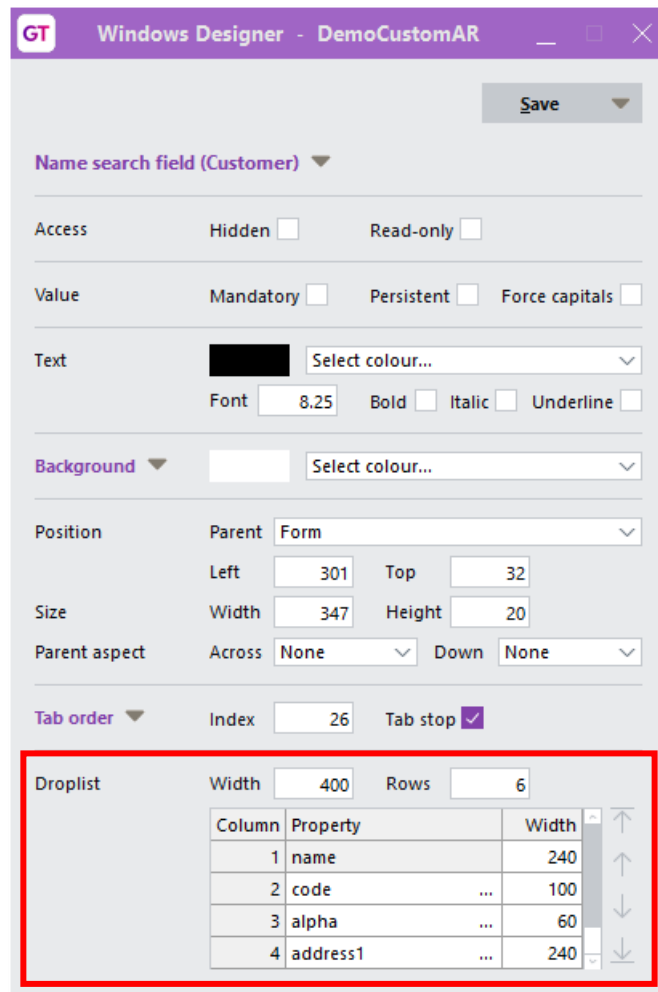 GT Windows Designer - DemoCustomAR
Save
Name search field (Customer)
Access Hidden Read-only
Value Mandatory Persistent Force capitals
Text Select colour...
Font 8.25 Bold Italic Underline
Background Select colour...
Position Parent Form
Left 301 Top 32
Size Width 347 Height 20
Parent aspect Across None Down None
Tab order Index 26 Tab stop
Droplist Width 400 Rows 6
Column Property Width
1 name 240
2 code ... 100
3 alpha ... 60
4 address1 ... 240